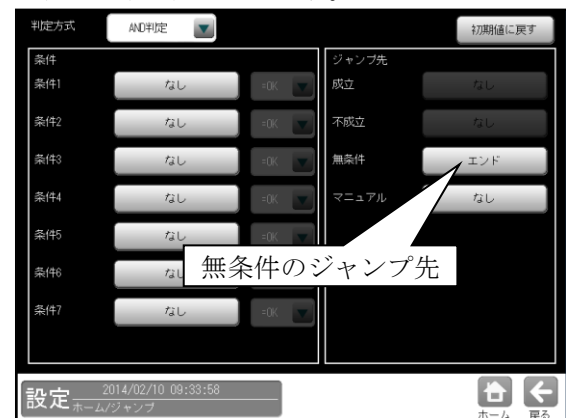 判定方式 AND判定 初期値に戻す
条件 ジャンプ先
条件1 なし =OK 成立 なし
条件2 なし =OK 不成立 なし
条件3 なし =OK 無条件 エンド
条件4 なし =OK マニュアル なし
条件5 なし =OK
無条件のジャンプ先
条件6 なし
条件7 なし =OK
設定 2014/02/10 09:33:58
ホーム/ジャンプ
ホーム 戻る